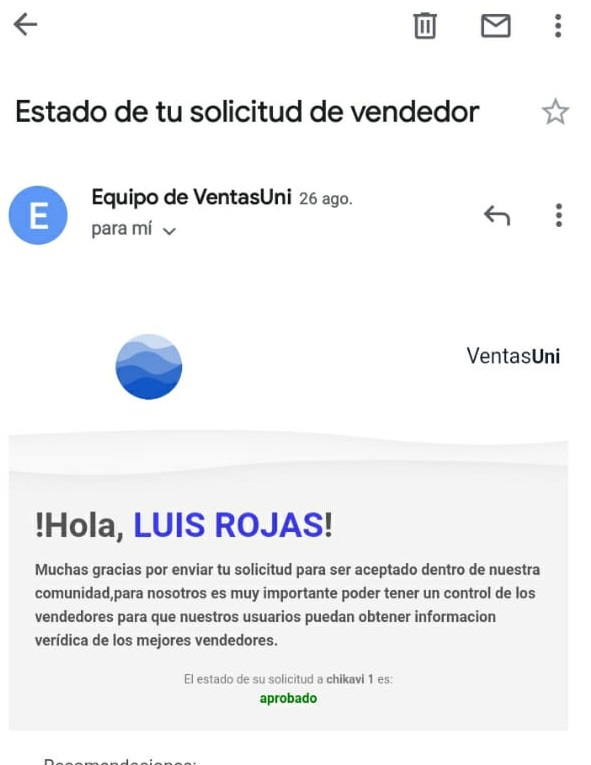 Estado de tu solicitud de vendedor
E
Equipo de VentasUni 26 ago.
para mí
VentasUni
!Hola, LUIS ROJAS!
Muchas gracias por enviar tu solicitud para ser aceptado dentro de nuestra
comunidad,para nosotros es muy importante poder tener un control de los
vendedores para que nuestros usuarios puedan obtener informacion
verídica de los mejores vendedores.
El estado de su solicitud a chikavi 1 es:
aprobado
Recomendaciones: